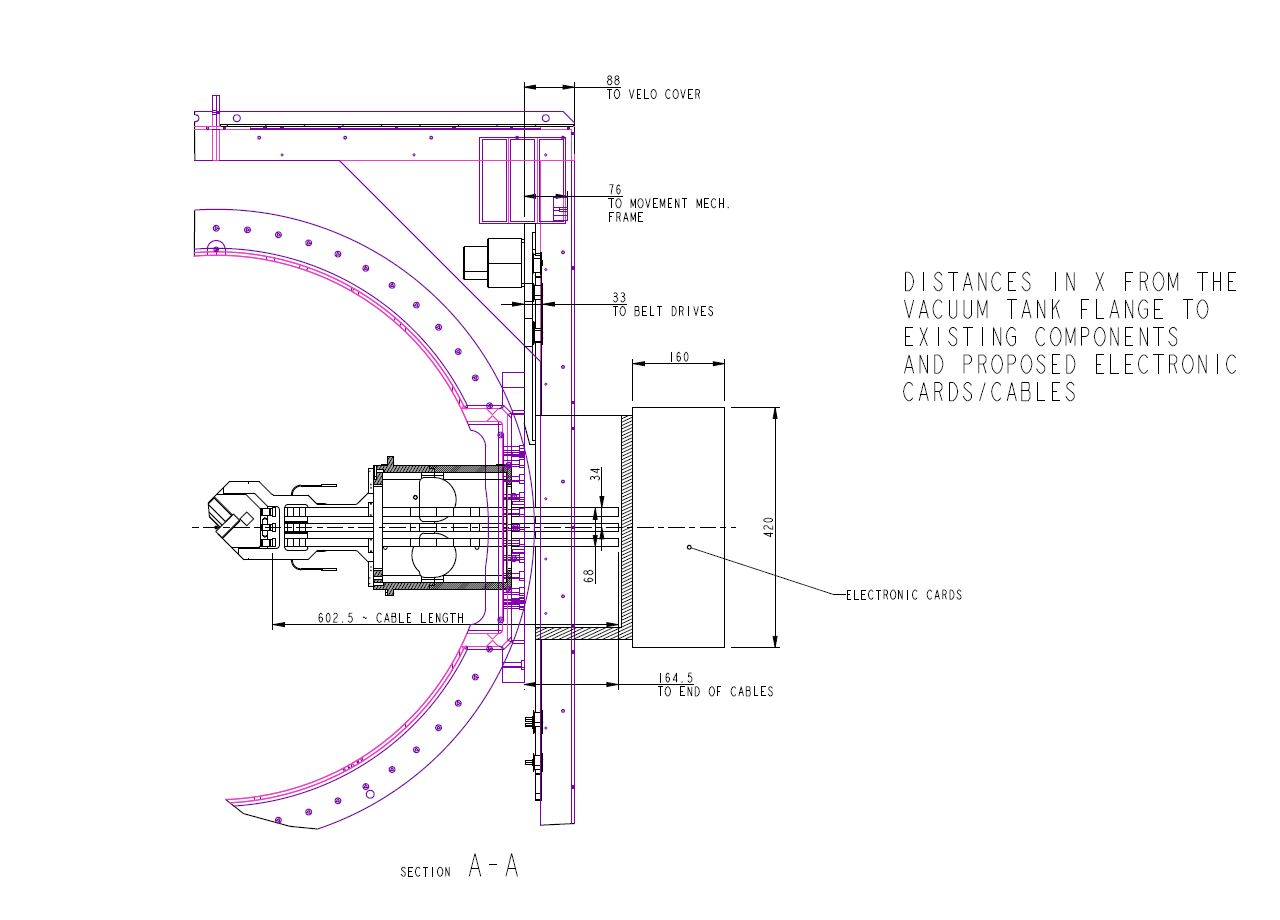 88
TO VELO COVER
76
TO MOVEMENT MECH.
FRAME
DISTANCES IN X FROM THE
VACUUM TANK FLANGE TO
EXISTING COMPONENTS
AND PROPOSED ELECTRONIC
CARDS/CABLES
33
TO BELT DRIVES
160
34
420
68
ELECTRONIC CARDS
602.5 ~ CABLE LENGTH
164.5
TO END OF CABLES
SECTION A-A